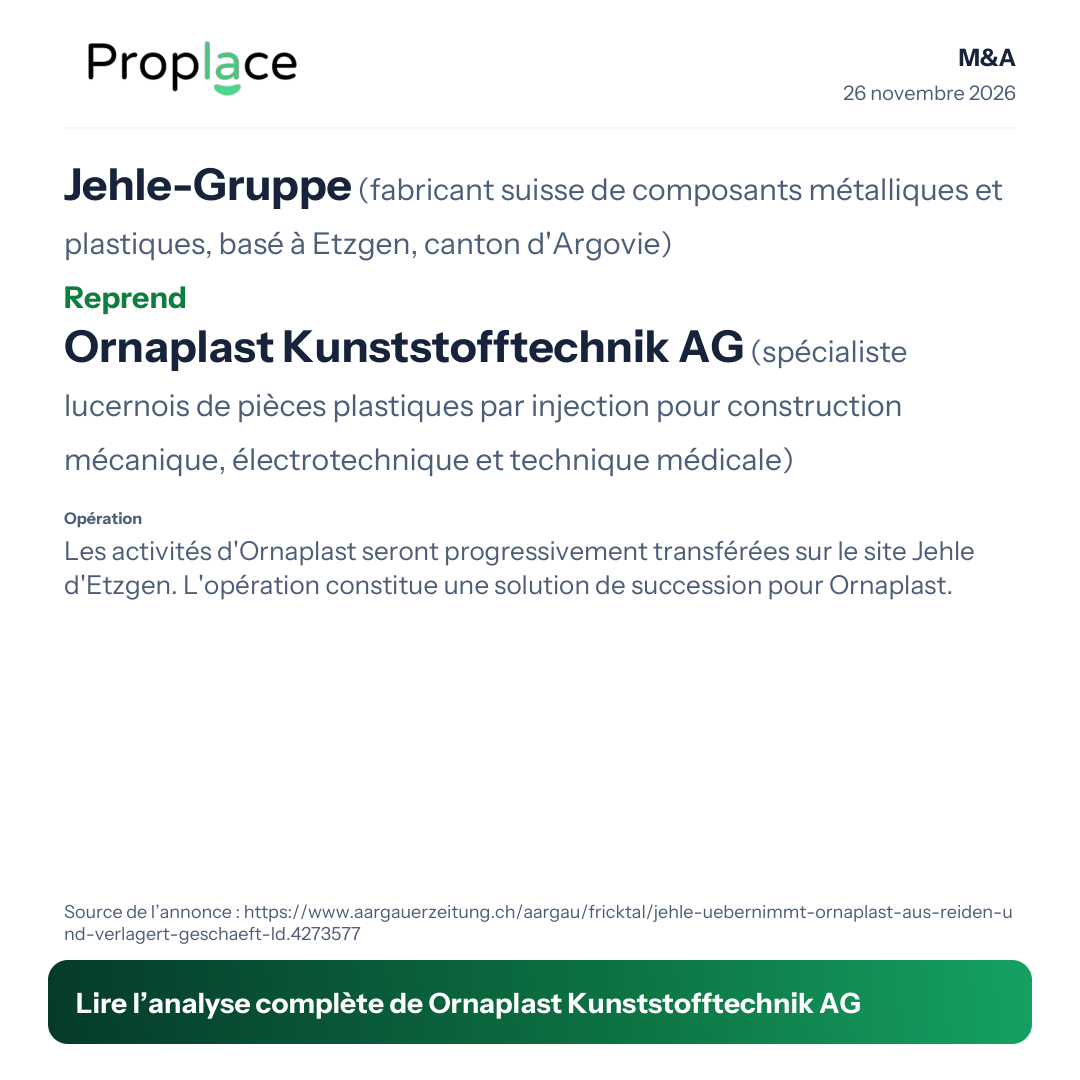 Proplace
M&A
26 novembre 2026
Jehle-Gruppe (fabricant suisse de composants métalliques et
plastiques, basé à Etzgen, canton d'Argovie)
Reprend
Ornaplast Kunststofftechnik AG (spécialiste
lucernois de pièces plastiques par injection pour construction
mécanique, électrotechnique et technique médicale)
Opération
Les activités d'Ornaplast seront progressivement transférées sur le site Jehle
d'Etzgen. L'opération constitue une solution de succession pour Ornaplast.
Source de l’annonce : https://www.aargauerzeitung.ch/aargau/fricktal/jehle-uebernimmt-ornaplast-aus-reiden-u
nd-verlagert-geschaeft-ld.4273577
Lire l’analyse complète de Ornaplast Kunststofftechnik AG